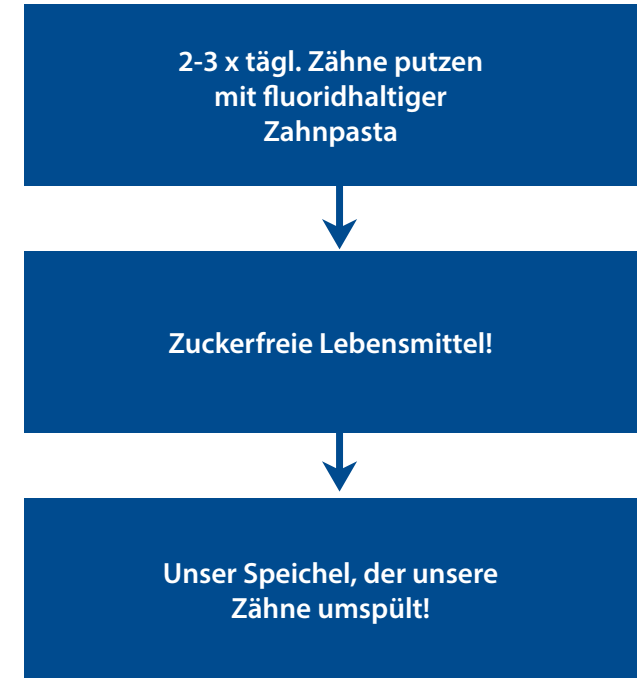 2-3 x tägl. Zähne putzen
mit fluoridhaltiger
Zahnpasta
Zuckerfreie Lebensmittel!
Unser Speichel, der unsere
Zähne umspült!